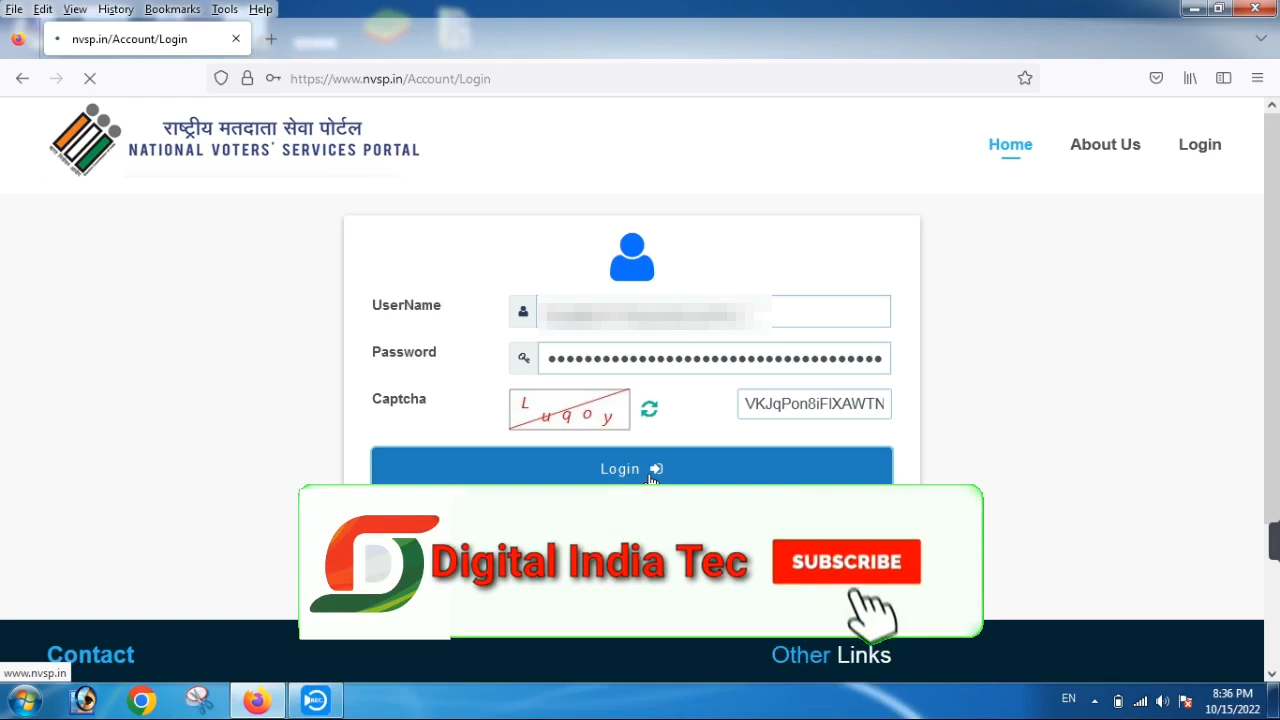 File Edit View History Bookmarks Tools Help
nvsp.in/Account/Login
https://www.nvsp.in/Account/Login
राष्ट्रीय मतदाता सेवा पोर्टल
NATIONAL VOTERS' SERVICES PORTAL
Home About Us Login
UserName
Password
Captcha
L u q o y
VKJqPon8iFlXAWTN
Login
Digital India Tec
SUBSCRIBE
Contact
Other Links
www.nvsp.in
REC
EN
8:36 PM
10/15/2022